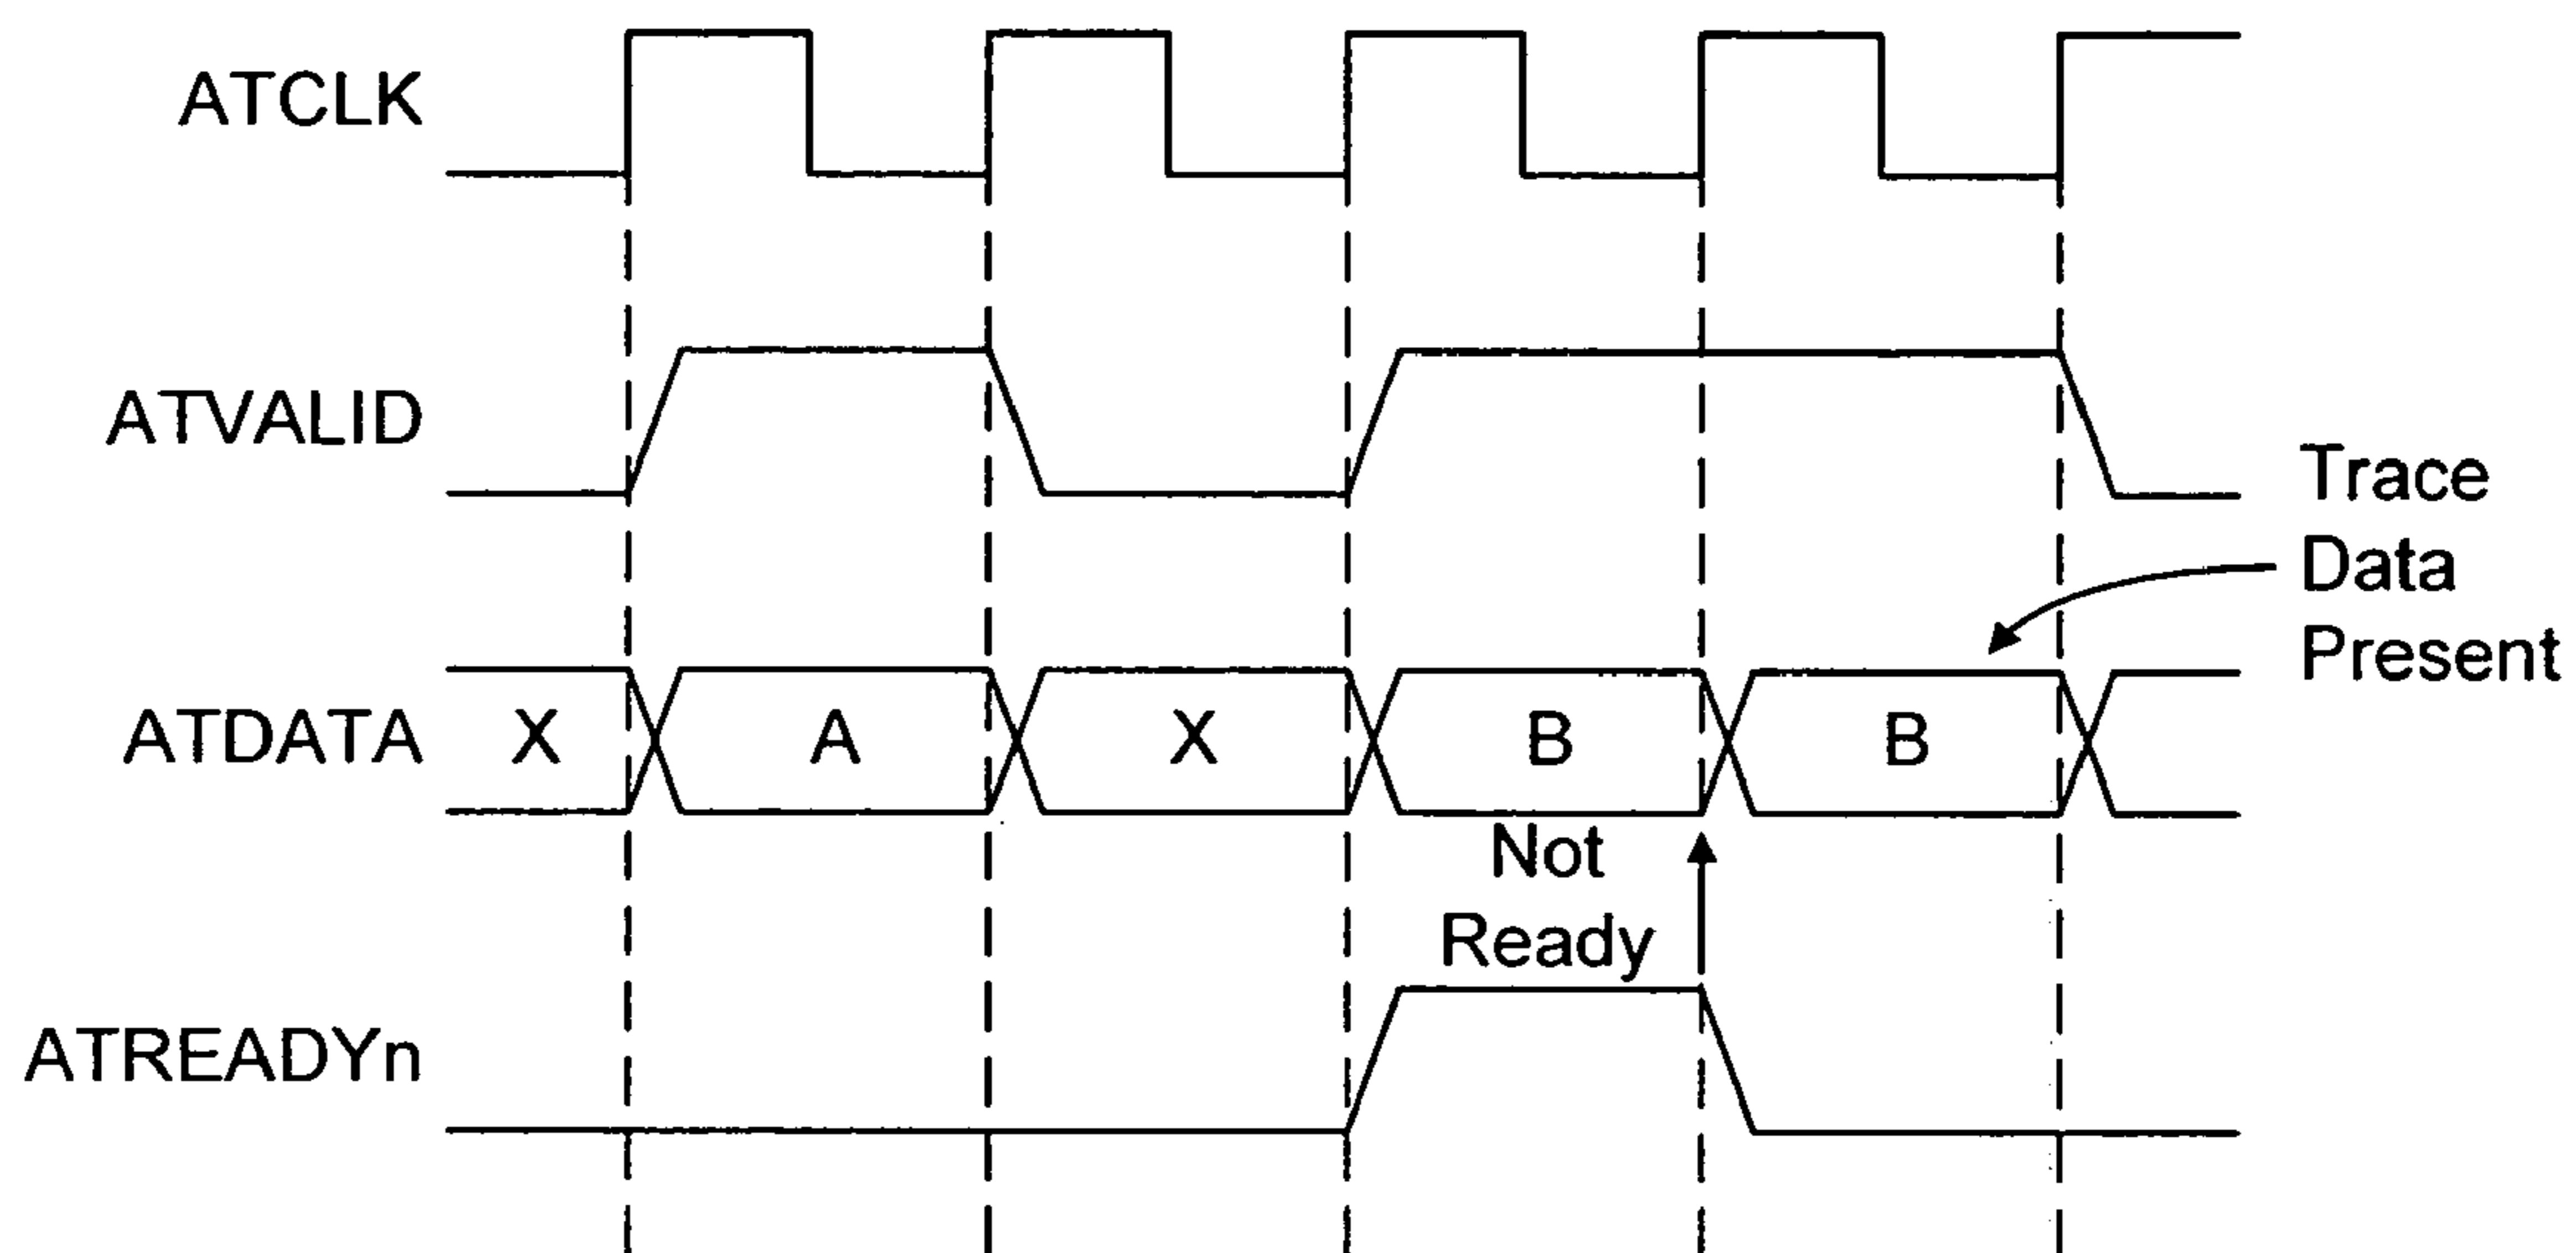 ATCLK
ATVALID
Trace
Data
Present
ATDATA
X
A
X
B
B
Not
Ready
ATREADYn